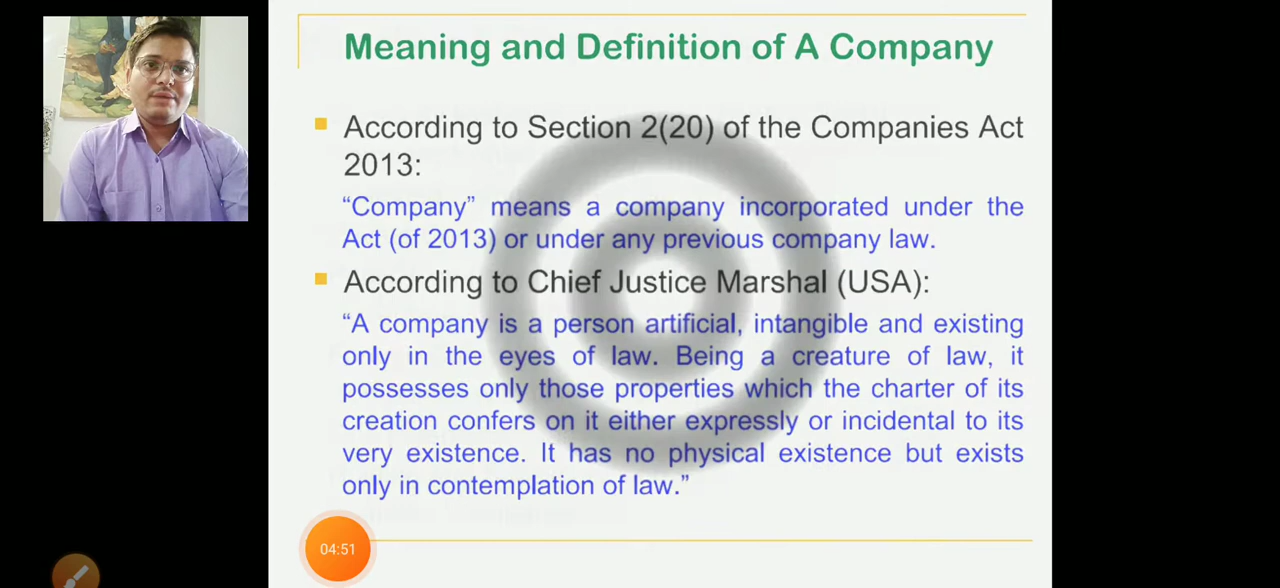 Meaning and Definition of A Company
According to Section 2(20) of the Companies Act
2013:
“Company” means a company incorporated under the
Act (of 2013) or under any previous company law.
According to Chief Justice Marshal (USA):
“A company is a person artificial, intangible and existing
only in the eyes of law. Being a creature of law, it
possesses only those properties which the charter of its
creation confers on it either expressly or incidental to its
very existence. It has no physical existence but exists
only in contemplation of law.”
04:51